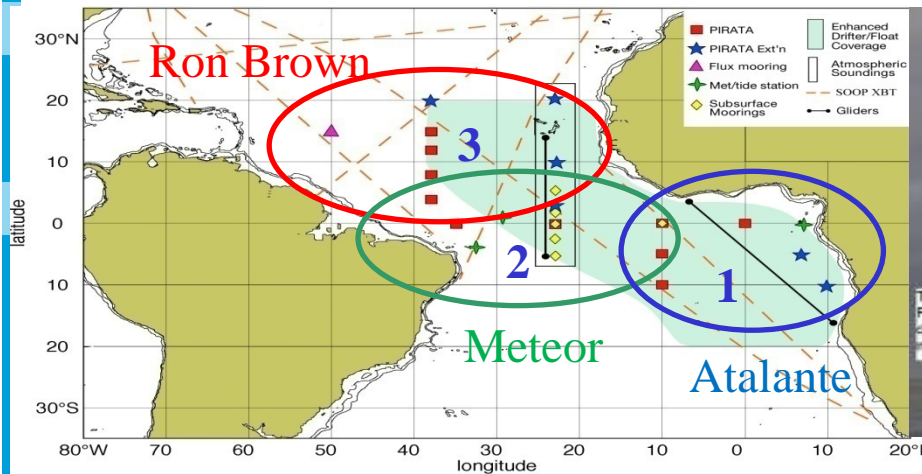 30°N
20
10
0
10
20
30°S
latitude
80°W
70
60
50
40
30
20
10
0
10
20°E
longitude
Ron Brown
3
2
1
Meteor
Atalante
PIRATA
PIRATA Ext'n
Flux mooring
Met/tide station
Subsurface
Moorings
Enhanced
Drifter/Float
Coverage
Atmospheric
Soundings
SOOP XBT
Gliders